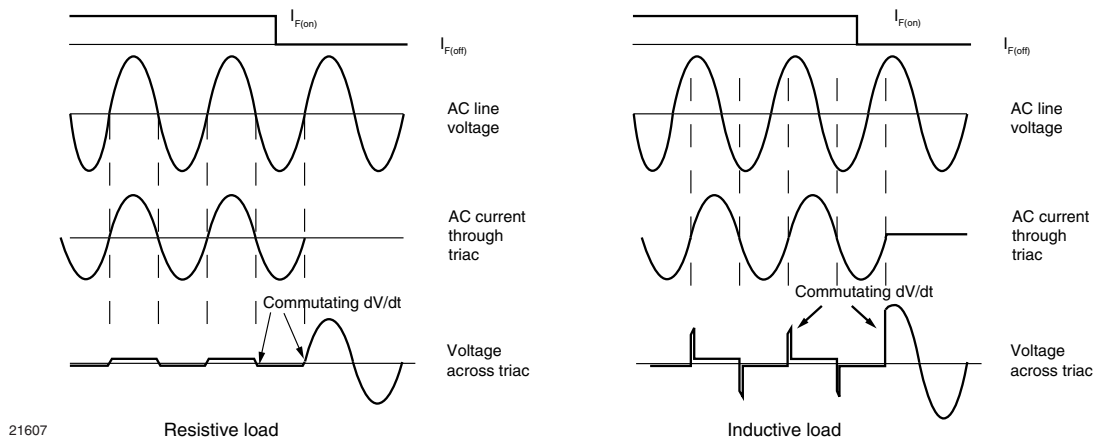 I_F(on)
I_F(off)
AC line
voltage
AC current
through
triac
Commutating dV/dt
Voltage
across triac
Resistive load
I_F(on)
I_F(off)
AC line
voltage
AC current
through
triac
Commutating dV/dt
Voltage
across triac
Inductive load
21607